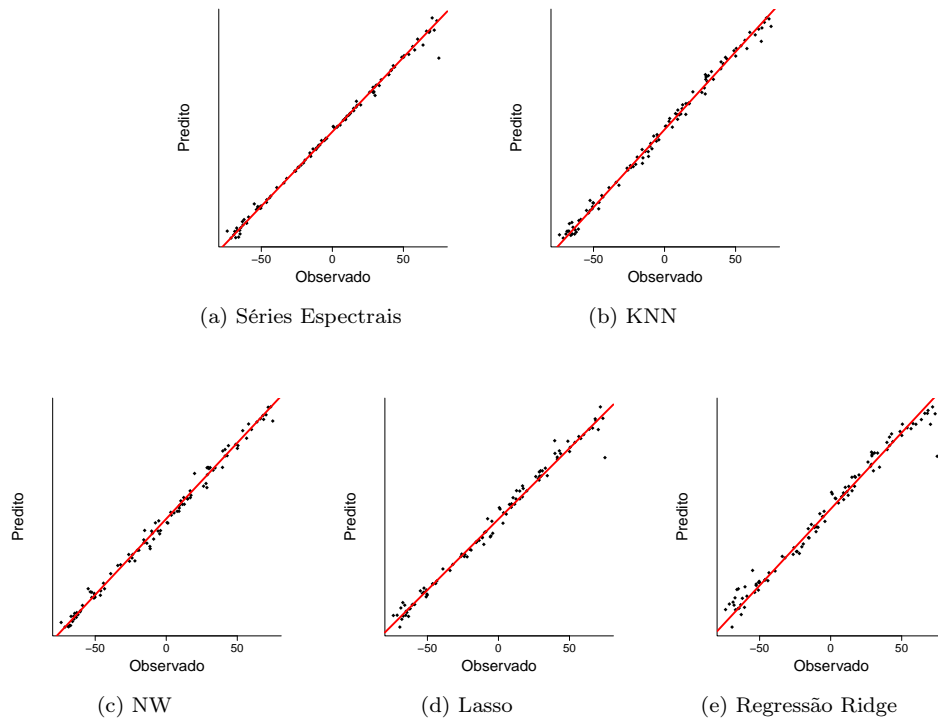 Predito
Predito
−50 0 50
−50 0 50
Observado
Observado
(a) Séries Espectrais
(b) KNN
Predito
Predito
Predito
−50 0 50
−50 0 50
−50 0 50
Observado
Observado
Observado
(c) NW
(d) Lasso
(e) Regressão Ridge